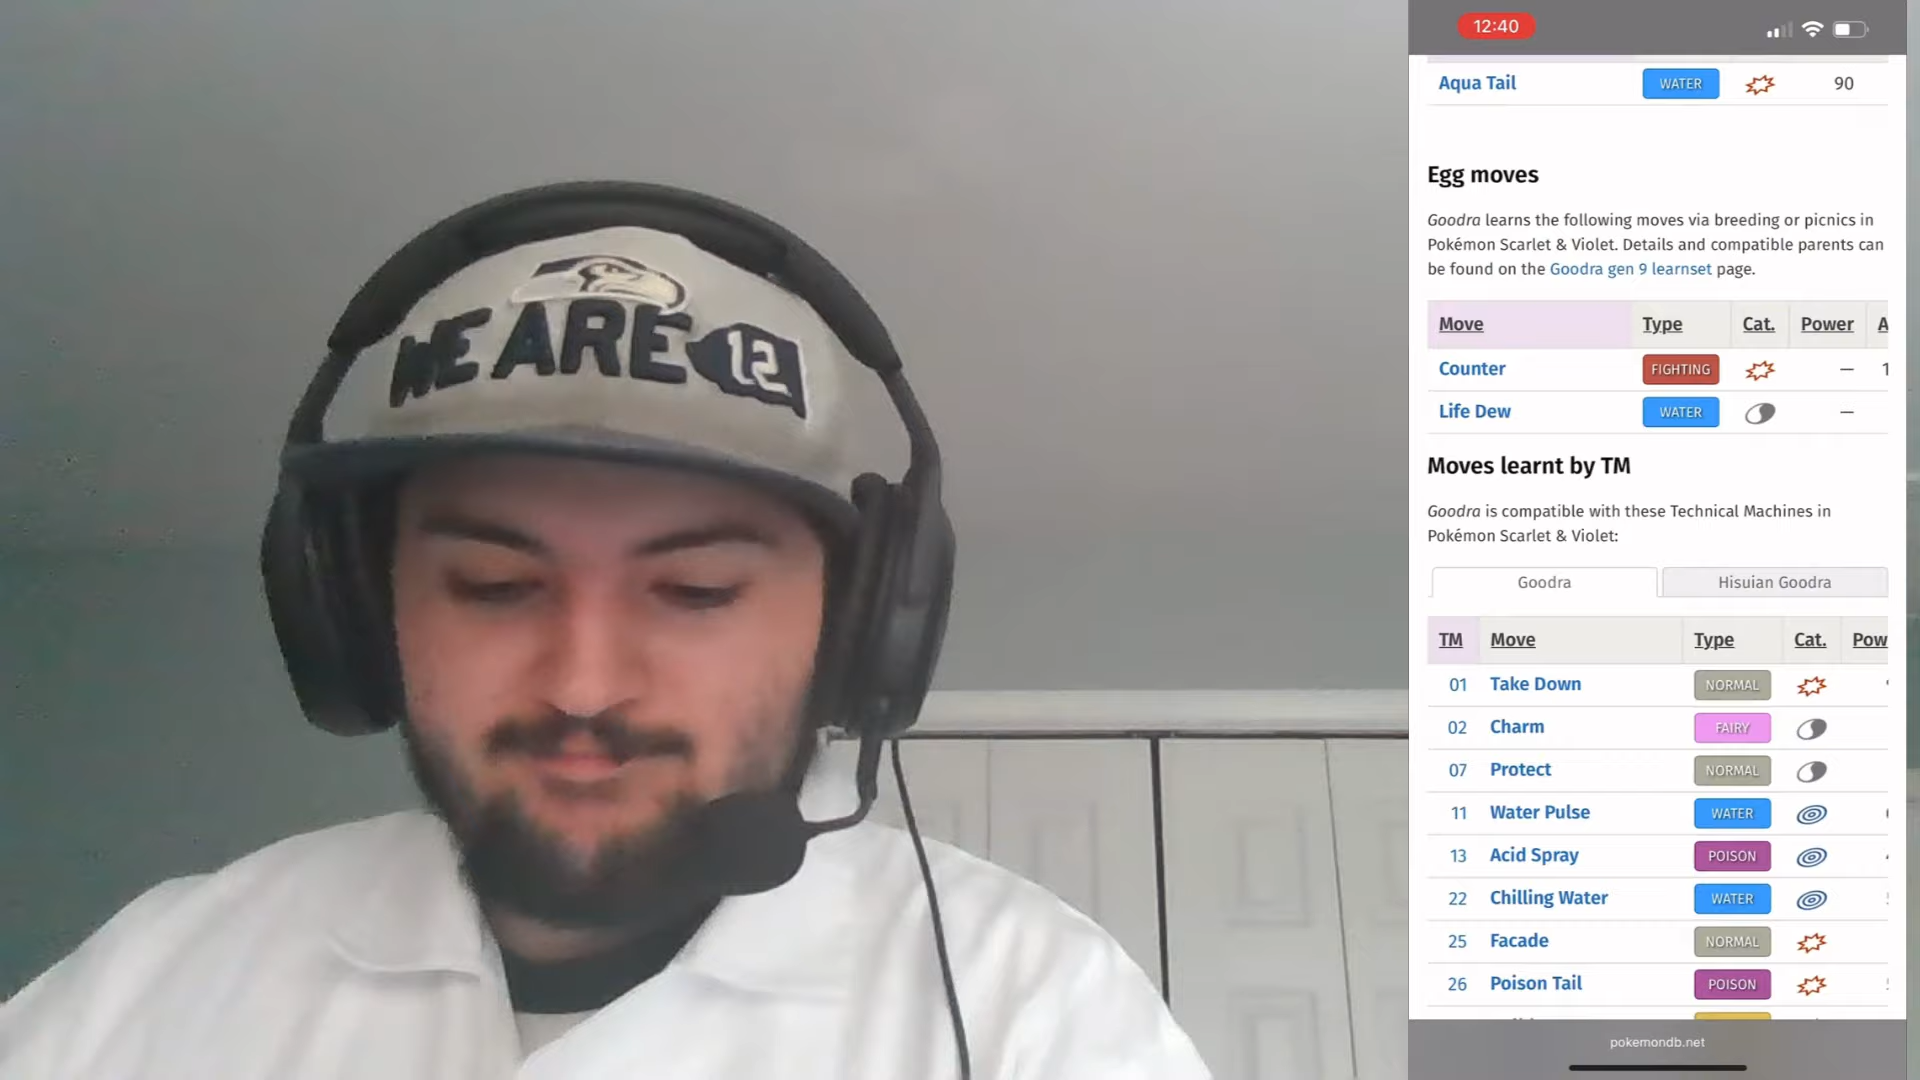 WE ARE 12
12:40
Aqua Tail WATER 90
Egg moves
Goodra learns the following moves via breeding or picnics in
Pokémon Scarlet & Violet. Details and compatible parents can
be found on the Goodra gen 9 learnset page.
Move Type Cat. Power A
Counter FIGHTING — 1
Life Dew WATER —
Moves learnt by TM
Goodra is compatible with these Technical Machines in
Pokémon Scarlet & Violet:
Goodra Hisuian Goodra
TM Move Type Cat. Pow
01 Take Down NORMAL
02 Charm FAIRY
07 Protect NORMAL
11 Water Pulse WATER
13 Acid Spray POISON
22 Chilling Water WATER
25 Facade NORMAL
26 Poison Tail POISON
pokemondb.net